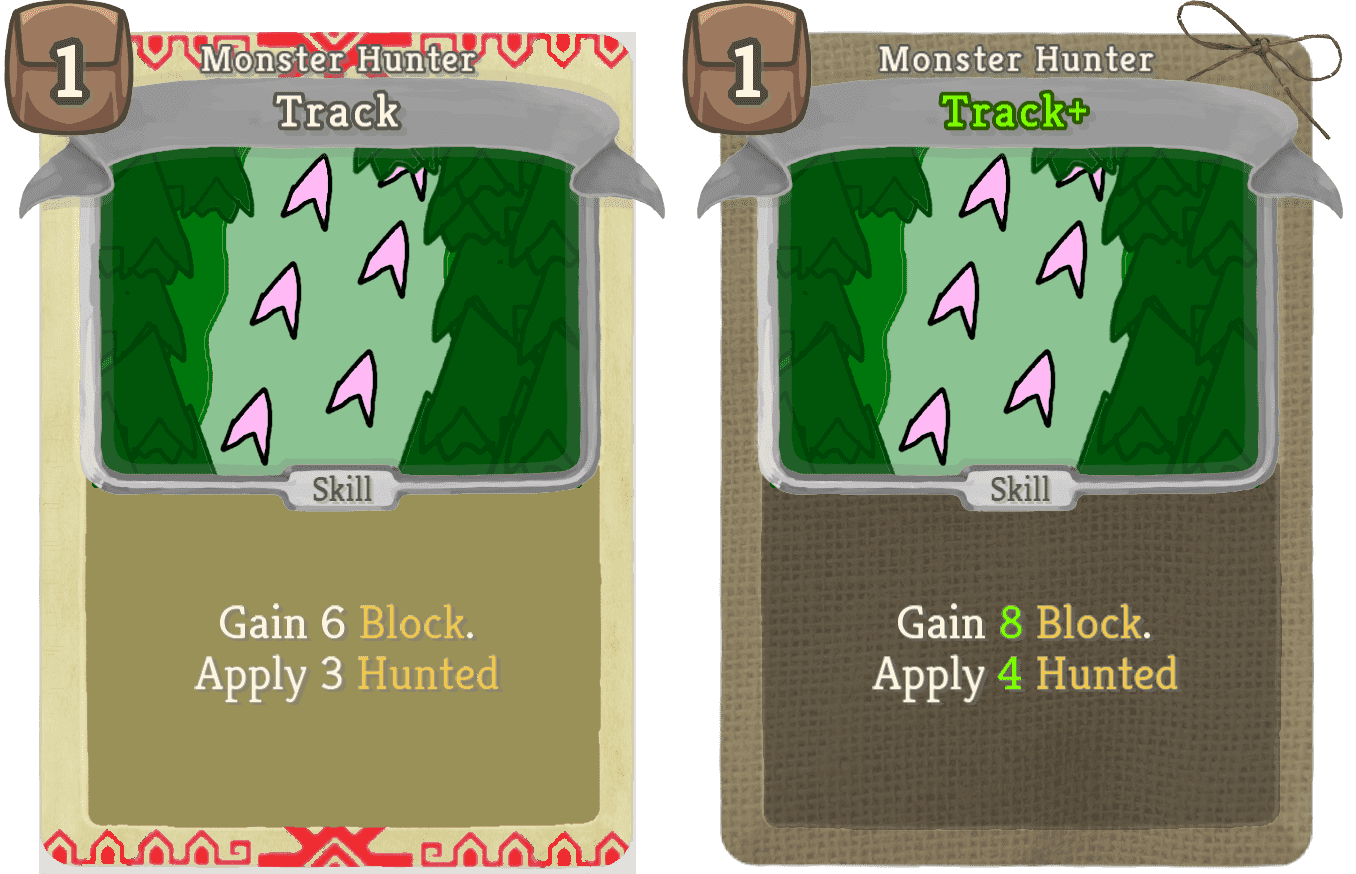 1
Monster Hunter
Track
Skill
Gain 6 Block.
Apply 3 Hunted
1
Monster Hunter
Track+
Skill
Gain 8 Block.
Apply 4 Hunted